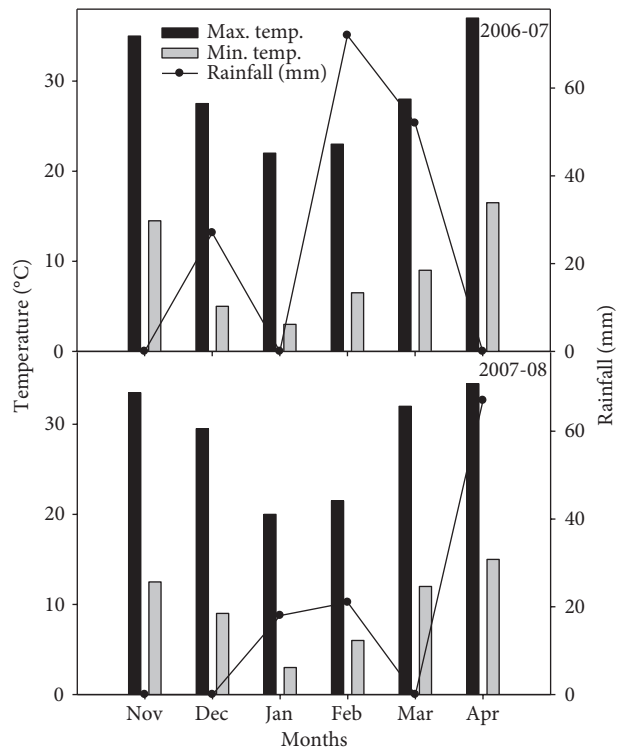 Max. temp.
Min. temp.
Rainfall (mm)
2006-07
30
20
10
0
60
40
20
0
2007-08
30
20
10
0
60
40
20
0
Temperature (°C)
Rainfall (mm)
Nov Dec Jan Feb Mar Apr
Months